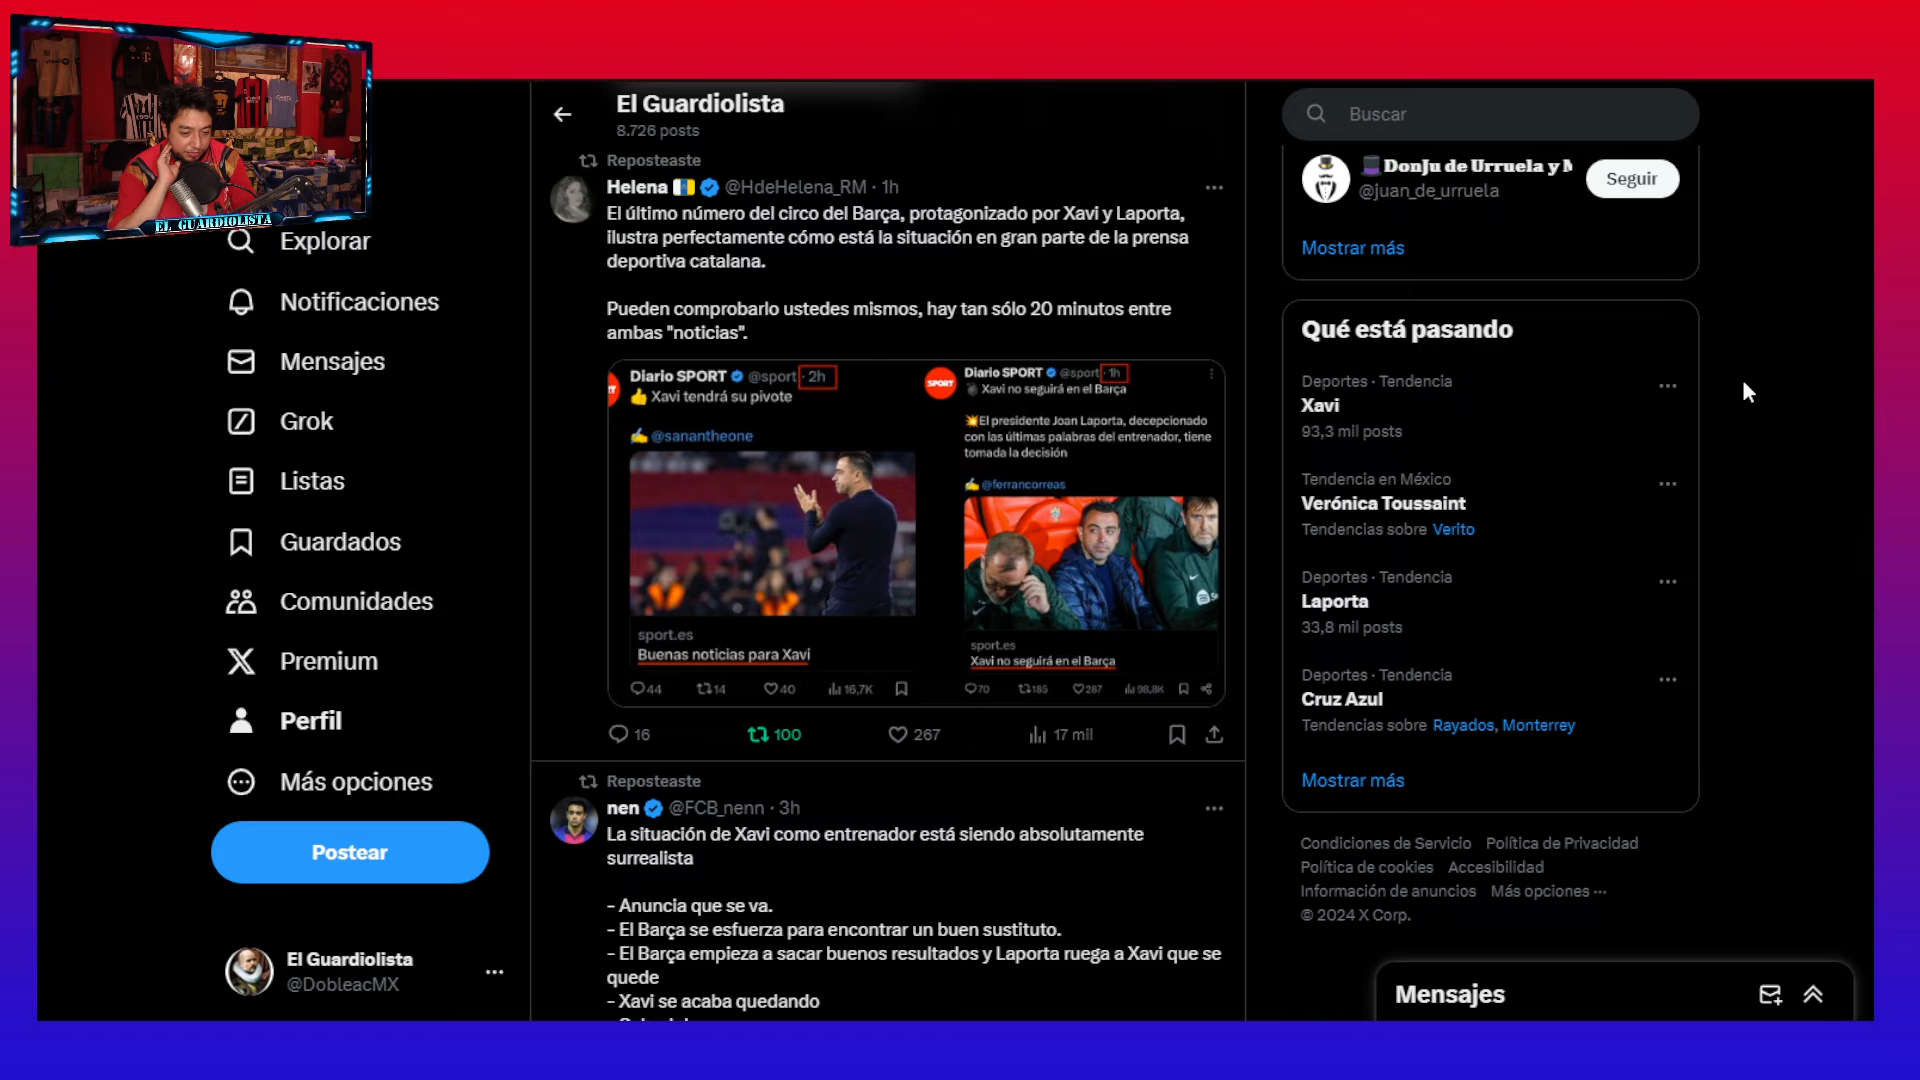 EL GUARDIOLISTA
Explorar
Notificaciones
Mensajes
Grok
Listas
Guardados
Comunidades
Premium
Perfil
Más opciones
Postear
El Guardiolista
@DobleacMX
El Guardiolista
8.726 posts
Reposteaste
Helena @HdeHelena_RM · 1h
El último número del circo del Barça, protagonizado por Xavi y Laporta,
ilustra perfectamente cómo está la situación en gran parte de la prensa
deportiva catalana.
Pueden comprobarlo ustedes mismos, hay tan sólo 20 minutos entre
ambas "noticias".
Diario SPORT @sport · 2h
Xavi tendrá su pivote
@sanantheone
sport.es
Buenas noticias para Xavi
44 14 40 16,7K
SPORT
Diario SPORT @sport · 1h
Xavi no seguirá en el Barça
El presidente Joan Laporta, decepcionado
con las últimas palabras del entrenador, tiene
tomada la decisión
@ferrancorreas
sport.es
Xavi no seguirá en el Barça
70 185 287 98,8K
16 100 267 17 mil
Reposteaste
nen @FCB_nenn · 3h
La situación de Xavi como entrenador está siendo absolutamente
surrealista
- Anuncia que se va.
- El Barça se esfuerza para encontrar un buen sustituto.
- El Barça empieza a sacar buenos resultados y Laporta ruega a Xavi que se
quede
- Xavi se acaba quedando
Buscar
DonJu de Urruela y
@juan_de_urruela
Seguir
Mostrar más
Qué está pasando
Deportes · Tendencia
Xavi
93,3 mil posts
Tendencia en México
Verónica Toussaint
Tendencias sobre Verito
Deportes · Tendencia
Laporta
33,8 mil posts
Deportes · Tendencia
Cruz Azul
Tendencias sobre Rayados, Monterrey
Mostrar más
Condiciones de Servicio Política de Privacidad
Política de cookies Accesibilidad
Información de anuncios Más opciones ···
© 2024 X Corp.
Mensajes